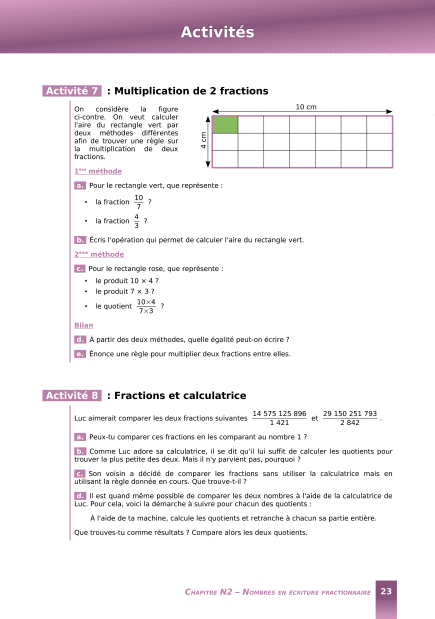 Activités
Activité 7 : Multiplication de 2 fractions
On considère la figure
ci-contre. On veut calculer
l'aire du rectangle vert par
deux méthodes différentes
afin de trouver une règle sur
la multiplication de deux
fractions.
10 cm
4 cm
1ère méthode
a. Pour le rectangle vert, que représente :
• la fraction 10/7 ?
• la fraction 4/3 ?
b. Écris l'opération qui permet de calculer l'aire du rectangle vert.
2ème méthode
c. Pour le rectangle rose, que représente :
• le produit 10 × 4 ?
• le produit 7 × 3 ?
• le quotient 10×4/7×3 ?
Bilan
d. À partir des deux méthodes, quelle égalité peut-on écrire ?
e. Énonce une règle pour multiplier deux fractions entre elles.
Activité 8 : Fractions et calculatrice
Luc aimerait comparer les deux fractions suivantes 14 575 125 896/1 421 et 29 150 251 793/2 842 .
a. Peux-tu comparer ces fractions en les comparant au nombre 1 ?
b. Comme Luc adore sa calculatrice, il se dit qu'il lui suffit de calculer les quotients pour
trouver la plus petite des deux. Mais il n'y parvient pas, pourquoi ?
c. Son voisin a décidé de comparer les fractions sans utiliser la calculatrice mais en
utilisant la règle donnée en cours. Que trouve-t-il ?
d. Il est quand même possible de comparer les deux nombres à l'aide de la calculatrice de
Luc. Pour cela, voici la démarche à suivre pour chacun des quotients :
À l'aide de ta machine, calcule les quotients et retranche à chacun sa partie entière.
Que trouves-tu comme résultats ? Compare alors les deux quotients.
Chapitre N2 – Nombres en écriture fractionnaire 23